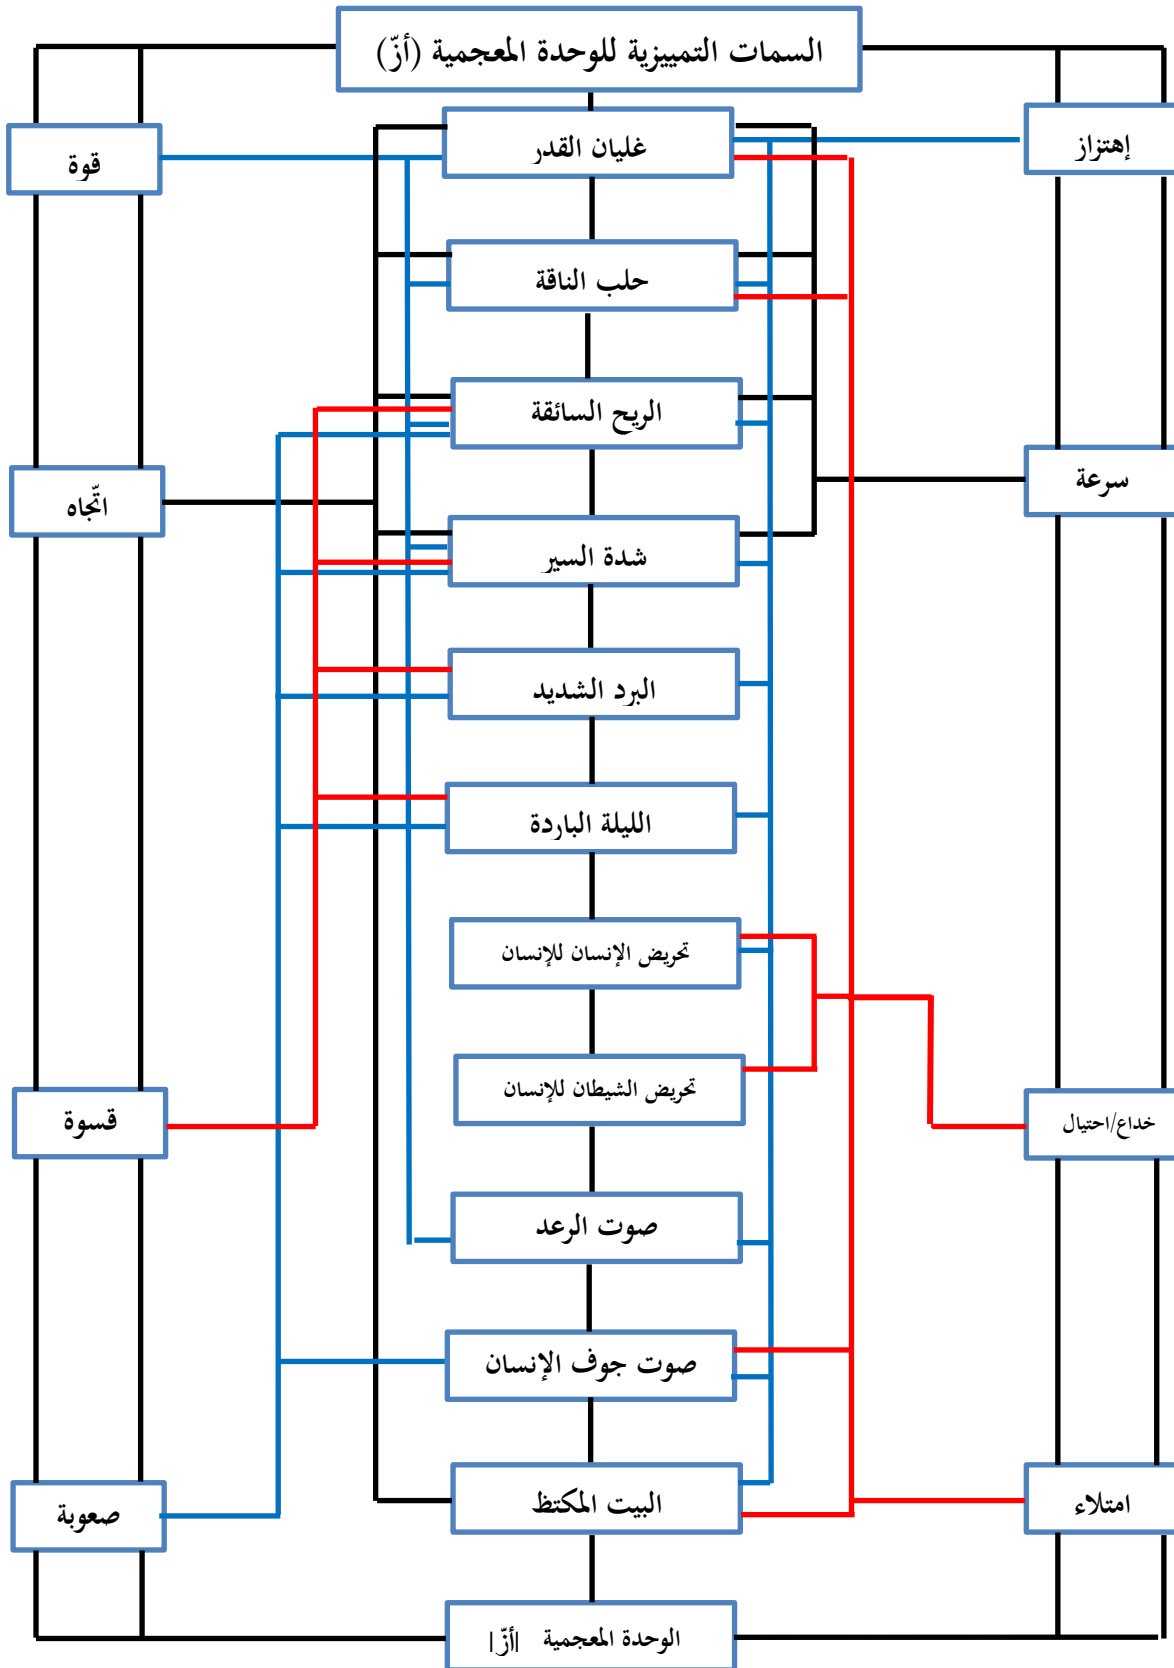 السمات التمييزية للوحدة المعجمية (أزّ)
إهتزاز
غليان القدر
قوة
حلب الناقة
الريح السائقة
سرعة
اتّجاه
شدة السير
البرد الشديد
الليلة الباردة
تحريض الإنسان للإنسان
تحريض الشيطان للإنسان
خداع/احتيال
قسوة
صوت الرعد
صوت جوف الإنسان
امتلاء
البيت المكتظ
صعوبة
الوحدة المعجمية |أزّ|